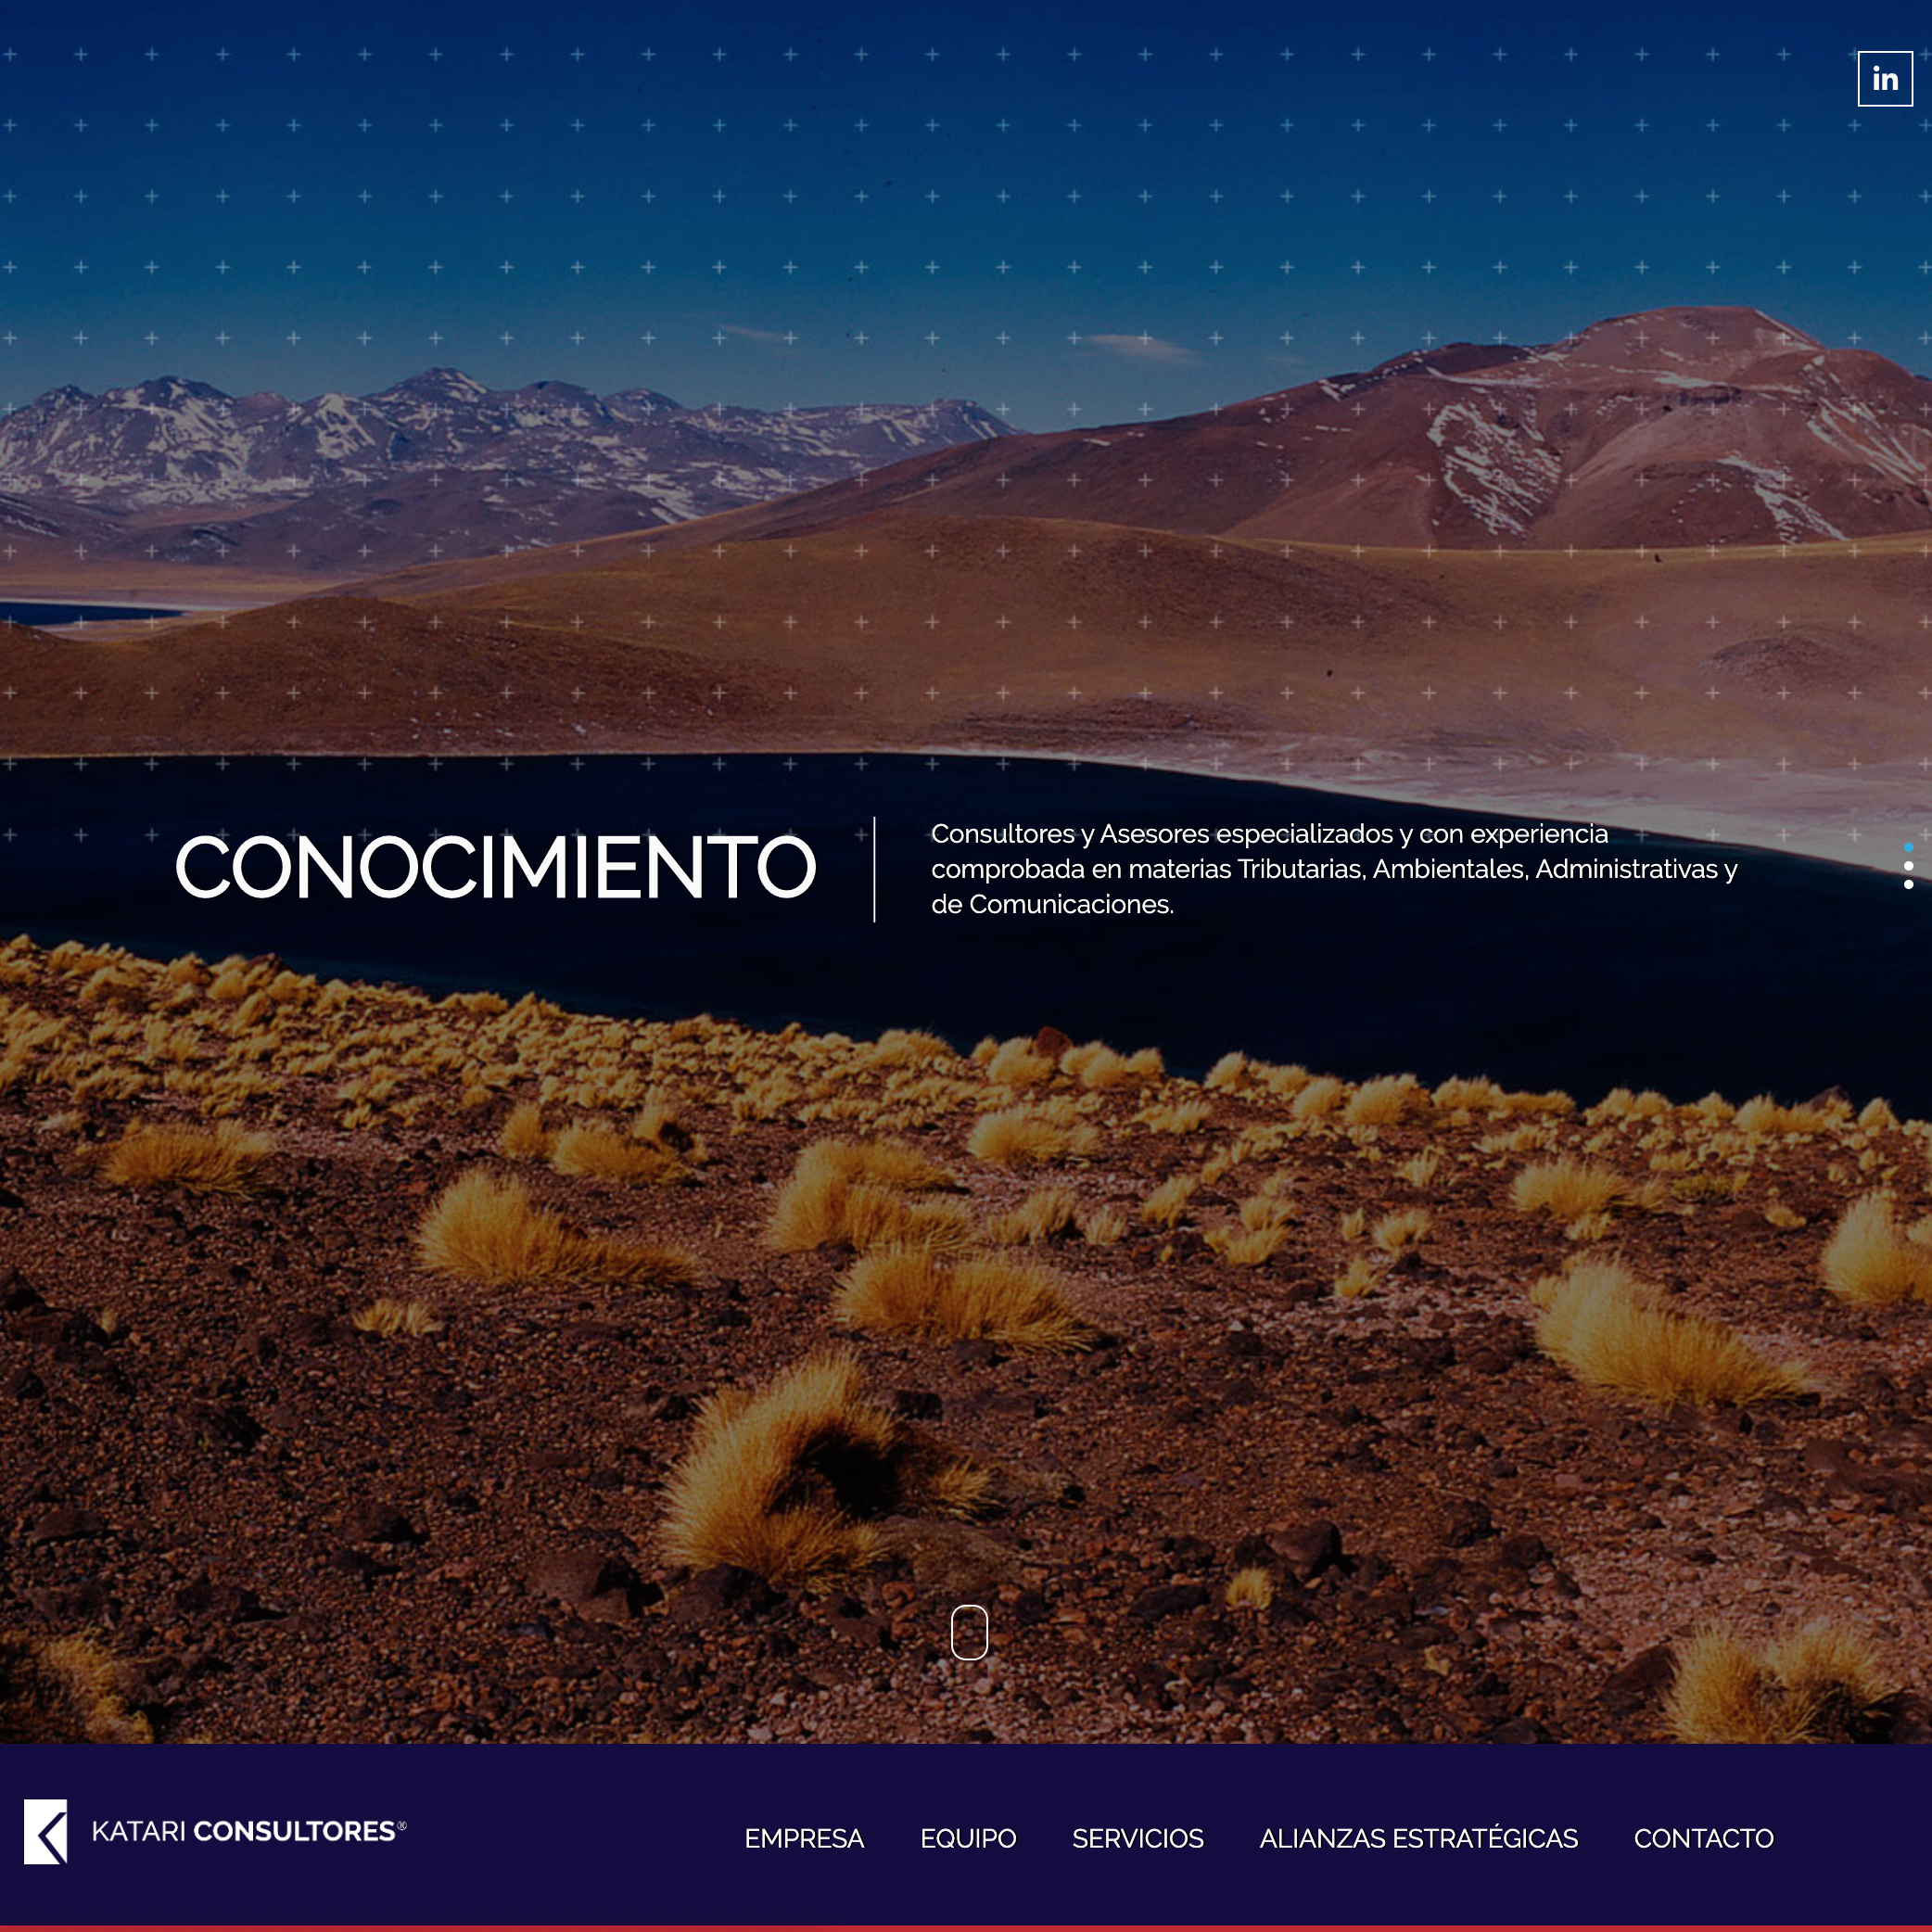 in
CONOCIMIENTO
Consultores y Asesores especializados y con experiencia
comprobada en materias Tributarias, Ambientales, Administrativas y
de Comunicaciones.
KATARI CONSULTORES®
EMPRESA EQUIPO SERVICIOS ALIANZAS ESTRATÉGICAS CONTACTO